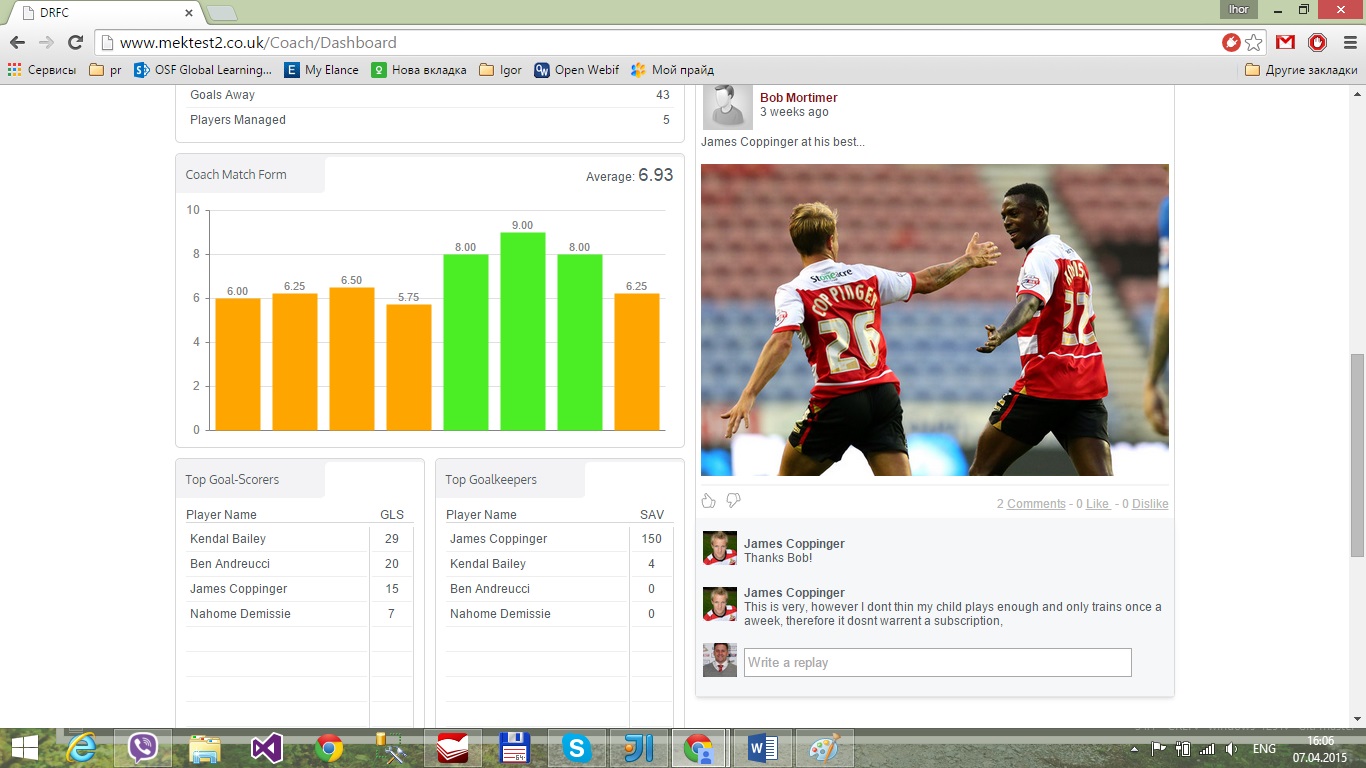 DRFC
Ihor
www.mektest2.co.uk/Coach/Dashboard
Сервисы
pr
OSF Global Learning...
My Elance
Нова вкладка
Igor
Open Webif
Мой прайд
Другие закладки
Goals Away 43
Players Managed 5
Coach Match Form
Average: 6.93
10
8
6
4
2
0
6.00
6.25
6.50
5.75
8.00
9.00
8.00
6.25
Top Goal-Scorers
Player Name GLS
Kendal Bailey 29
Ben Andreucci 20
James Coppinger 15
Nahome Demissie 7
Top Goalkeepers
Player Name SAV
James Coppinger 150
Kendal Bailey 4
Ben Andreucci 0
Nahome Demissie 0
Bob Mortimer
3 weeks ago
James Coppinger at his best...
Stoneacre
COPPINGER
26
22
2 Comments - 0 Like - 0 Dislike
James Coppinger
Thanks Bob!
James Coppinger
This is very, however I dont thin my child plays enough and only trains once a
aweek, therefore it dosnt warrent a subscription,
Write a replay
64
ENG
16:06
07.04.2015